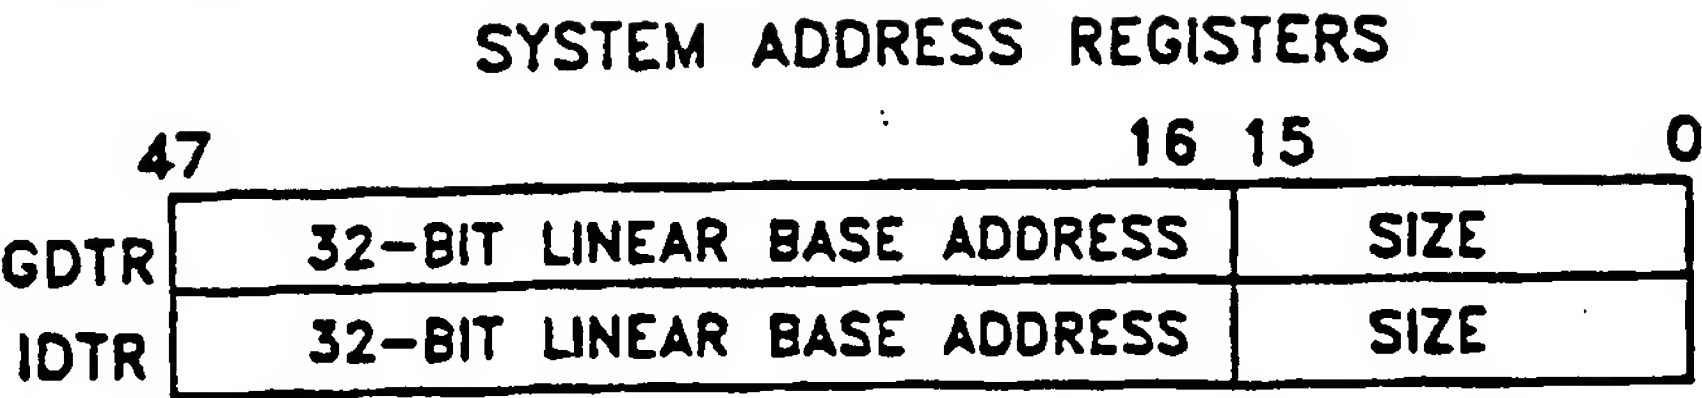 SYSTEM ADDRESS REGISTERS
47 16 15 0
GDTR 32-BIT LINEAR BASE ADDRESS SIZE
IDTR 32-BIT LINEAR BASE ADDRESS SIZE